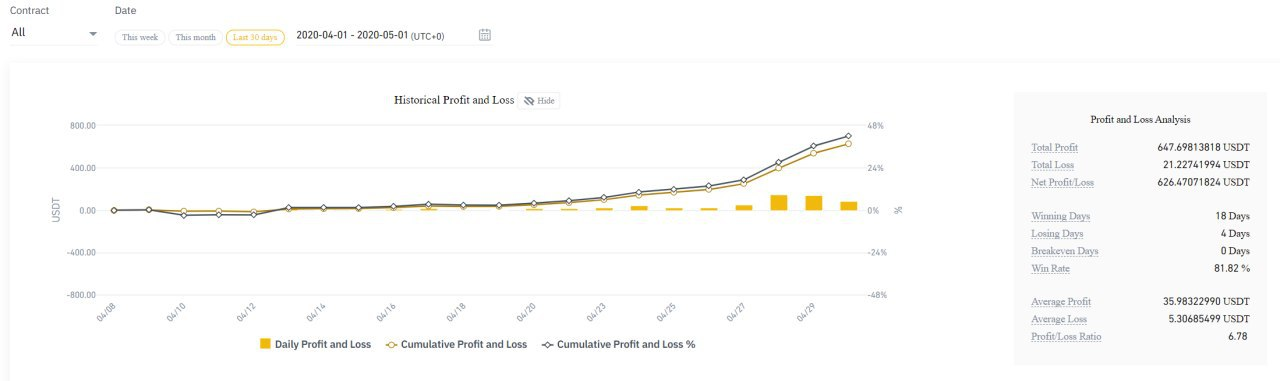 Contract
Date
All
This week
This month
Last 30 days
2020-04-01 - 2020-05-01 (UTC+0)
Historical Profit and Loss
Hide
800.00
400.00
0.00
-400.00
-800.00
USDT
48%
24%
0%
-24%
-48%
%
04/08
04/10
04/12
04/14
04/16
04/18
04/20
04/23
04/25
04/27
04/29
Daily Profit and Loss
Cumulative Profit and Loss
Cumulative Profit and Loss %
Profit and Loss Analysis
Total Profit 647.69813818 USDT
Total Loss 21.22741994 USDT
Net Profit/Loss 626.47071824 USDT
Winning Days 18 Days
Losing Days 4 Days
Breakeven Days 0 Days
Win Rate 81.82 %
Average Profit 35.98322990 USDT
Average Loss 5.30685499 USDT
Profit/Loss Ratio 6.78